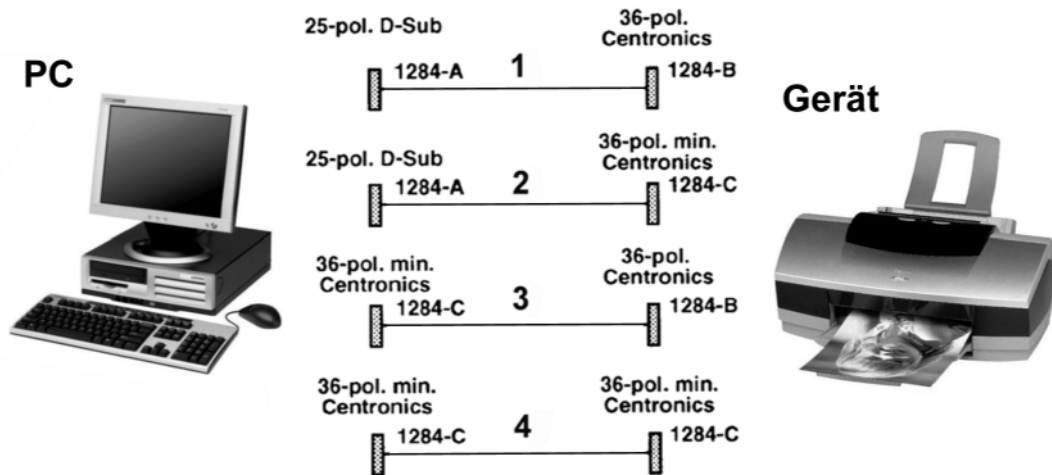 PC
Gerät
25-pol. D-Sub
36-pol.
Centronics
1284-A
1
1284-B
25-pol. D-Sub
36-pol. min.
Centronics
1284-A
2
1284-C
36-pol. min.
Centronics
36-pol.
Centronics
1284-C
3
1284-B
36-pol. min.
Centronics
36-pol. min.
Centronics
1284-C
4
1284-C